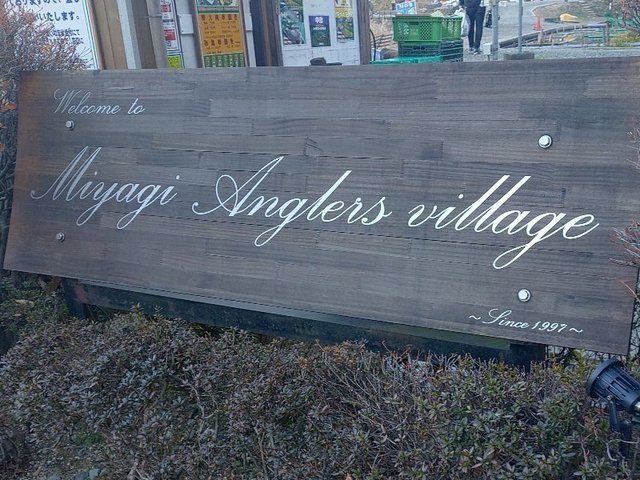 Welcome to
Miyagi Anglers village
~Since 1997~